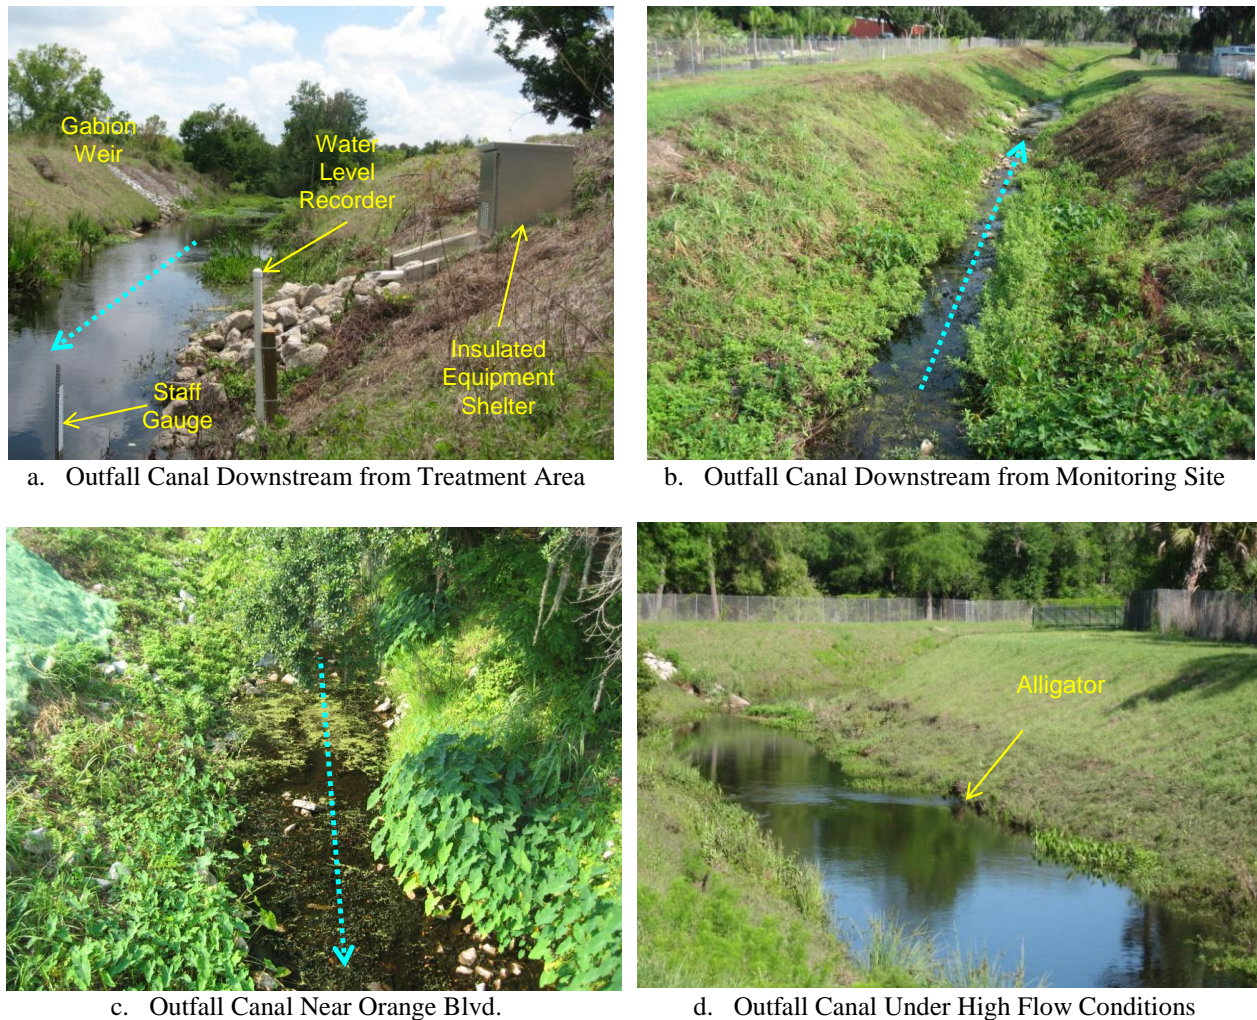 Gabion
Weir
Water
Level
Recorder
Insulated
Equipment
Shelter
Staff
Gauge
a. Outfall Canal Downstream from Treatment Area
b. Outfall Canal Downstream from Monitoring Site
Alligator
c. Outfall Canal Near Orange Blvd.
d. Outfall Canal Under High Flow Conditions